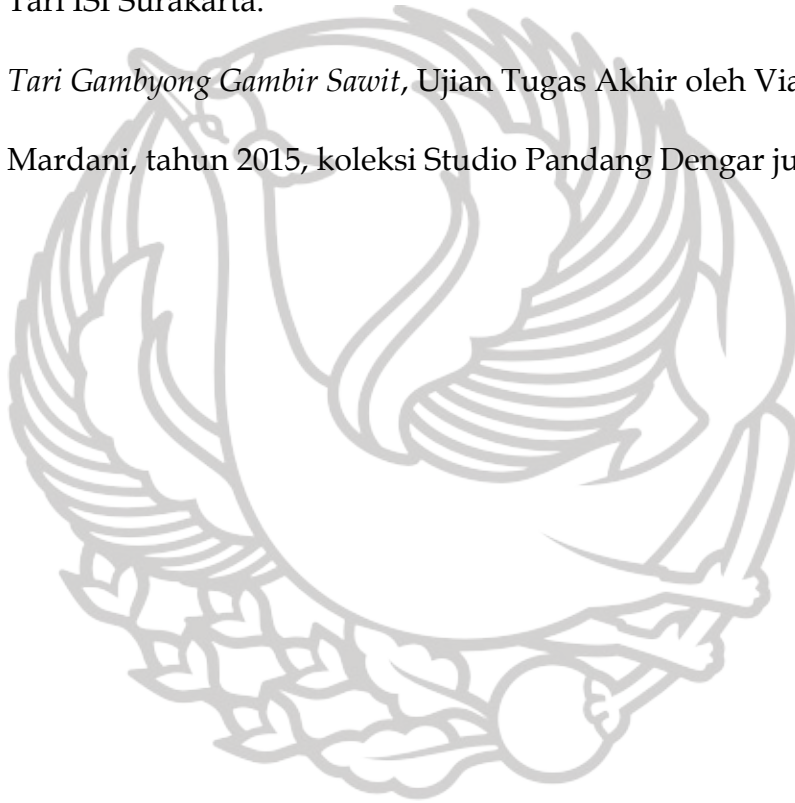 Tari ISI Surakarta.
Tari Gambyong Gambir Sawit, Ujian Tugas Akhir oleh Via
Mardani, tahun 2015, koleksi Studio Pandang Dengar ju